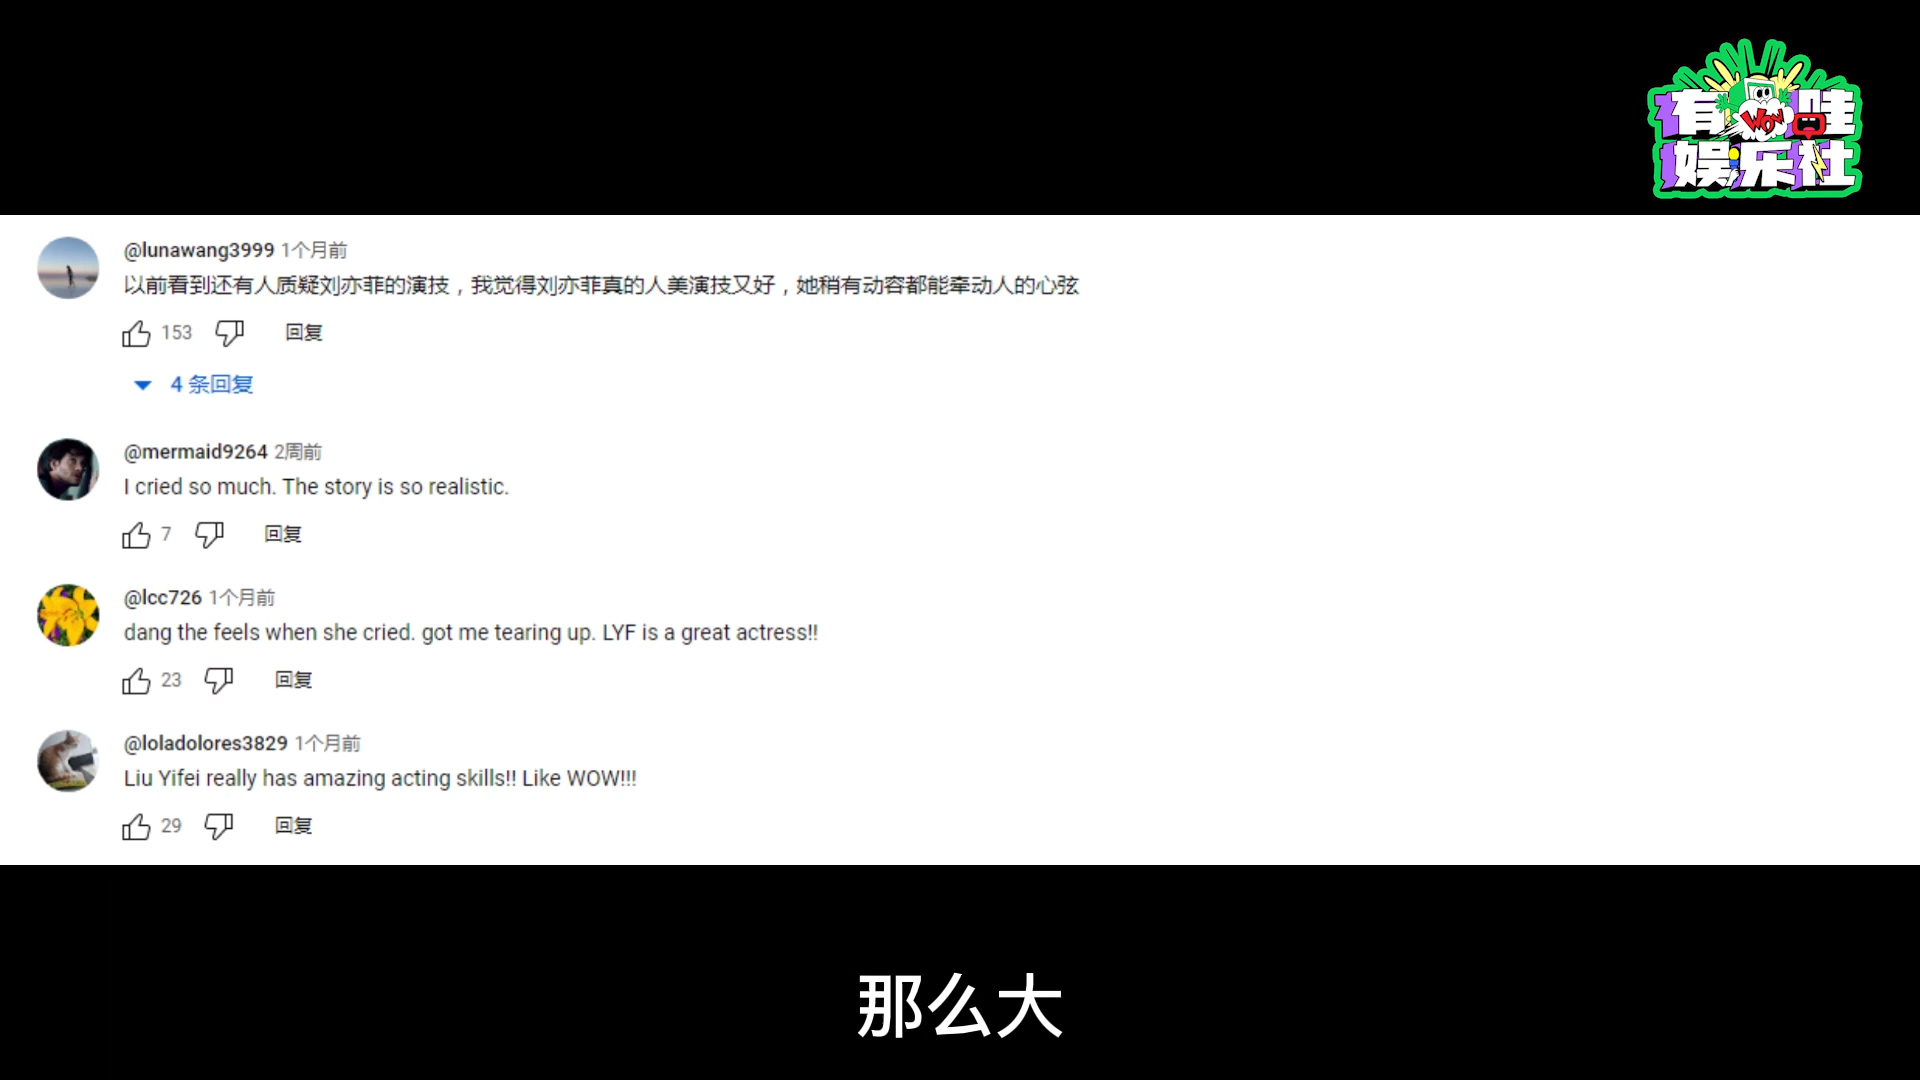 有哇
WOW
娱乐社
@lunawang3999 1个月前
以前看到还有人质疑刘亦菲的演技，我觉得刘亦菲真的人美演技又好，她稍有动容都能牵动人的心弦
153 回复
4 条回复
@mermaid9264 2周前
I cried so much. The story is so realistic.
7 回复
@lcc726 1个月前
dang the feels when she cried. got me tearing up. LYF is a great actress!!
23 回复
@loladolores3829 1个月前
Liu Yifei really has amazing acting skills!! Like WOW!!!
29 回复
那么大